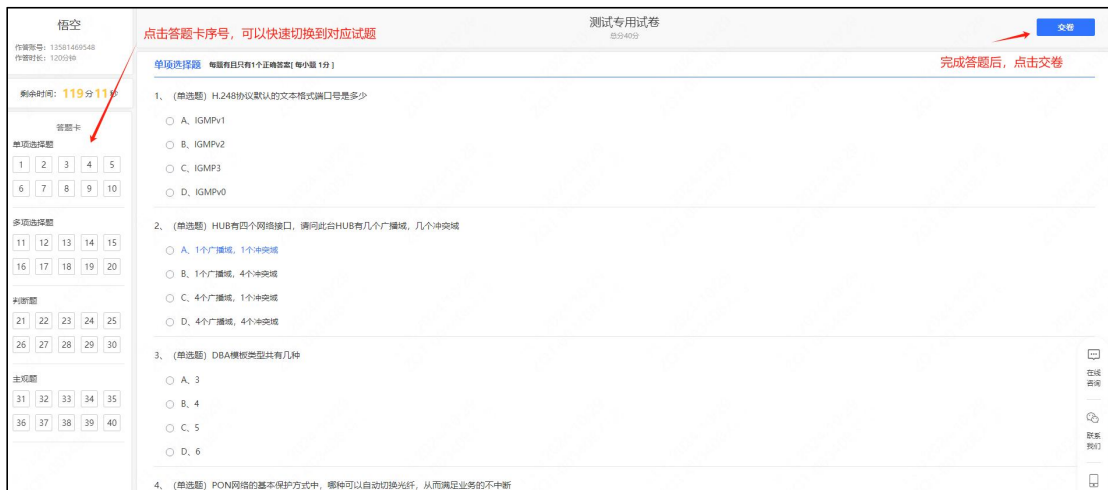 悟空
作答账号：13581469548
作答时长：120分钟
剩余时间：119分11秒
答题卡
单项选择题
1 2 3 4 5
6 7 8 9 10
多项选择题
11 12 13 14 15
16 17 18 19 20
判断题
21 22 23 24 25
26 27 28 29 30
主观题
31 32 33 34 35
36 37 38 39 40
点击答题卡序号，可以快速切换到对应试题
测试专用试卷
总分40分
交卷
完成答题后，点击交卷
单项选择题 每题有且只有1个正确答案[ 每小题 1分 ]
1、 (单选题) H.248协议默认的文本格式端口号是多少
A、IGMPv1
B、IGMPv2
C、IGMP3
D、IGMPv0
2、 (单选题) HUB有四个网络接口，请问此台HUB有几个广播域，几个冲突域
A、1个广播域，1个冲突域
B、1个广播域，4个冲突域
C、4个广播域，1个冲突域
D、4个广播域，4个冲突域
3、 (单选题) DBA模板类型共有几种
A、3
B、4
C、5
D、6
4、 (单选题) PON网络的基本保护方式中，哪种可以自动切换光纤，从而满足业务的不中断
在线
咨询
联系
我们